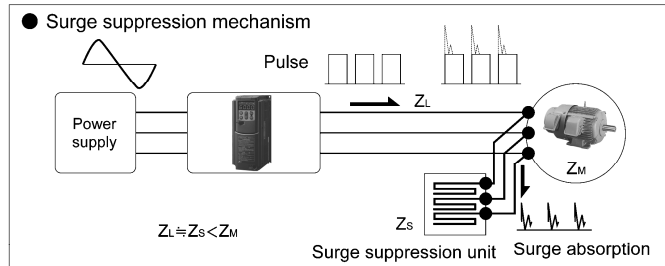 ● Surge suppression mechanism
Pulse
ZL
Power
supply
ZM
ZS
ZL≒ZS<ZM
Surge suppression unit
Surge absorption